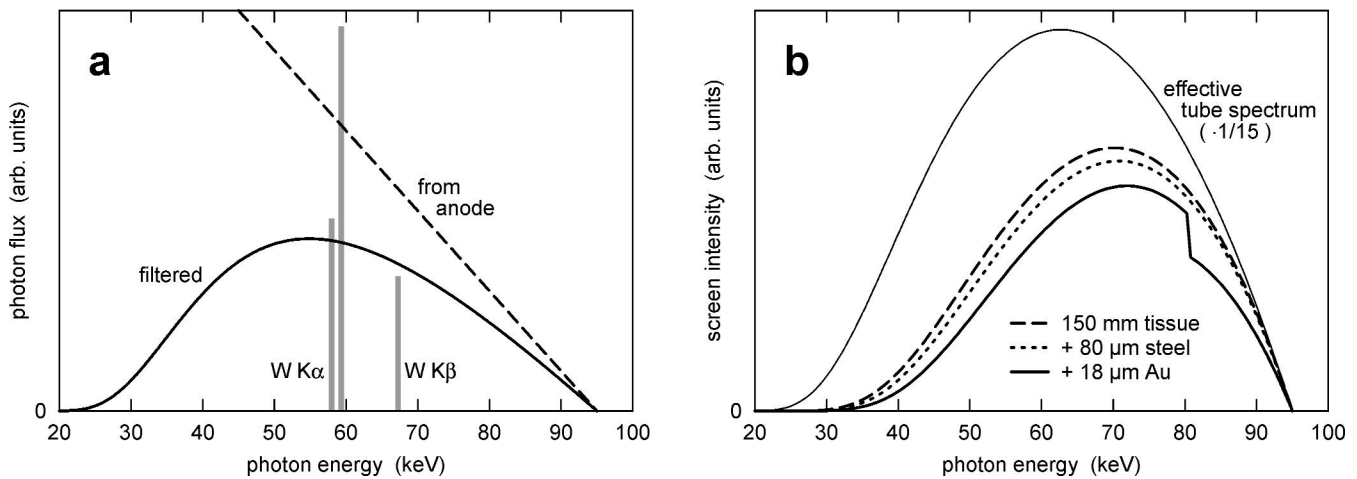 a
photon flux (arb. units)
from
anode
filtered
W Kα
W Kβ
0
20 30 40 50 60 70 80 90 100
photon energy (keV)
b
screen intensity (arb. units)
effective
tube spectrum
( ·1/15 )
150 mm tissue
+ 80 µm steel
+ 18 µm Au
0
20 30 40 50 60 70 80 90 100
photon energy (keV)